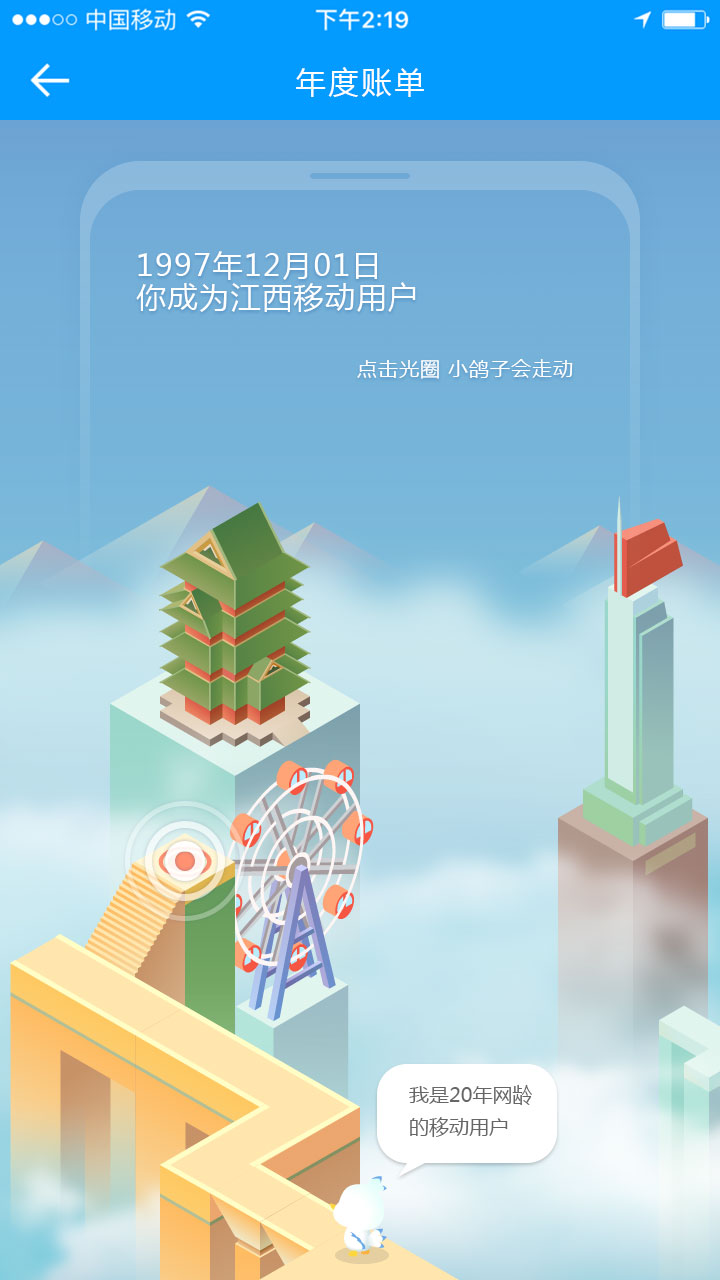 中国移动
下午2:19
年度账单
1997年12月01日
你成为江西移动用户
点击光圈 小鸽子会走动
我是20年网龄
的移动用户